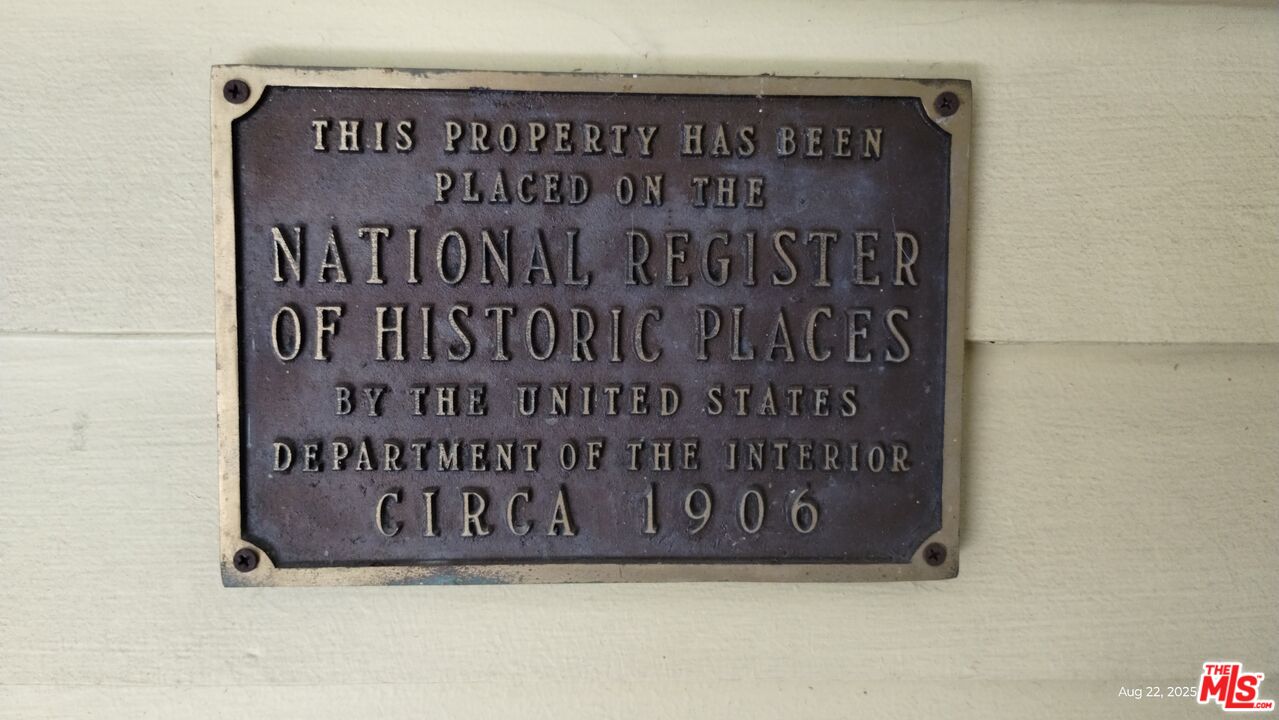 THIS PROPERTY HAS BEEN
PLACED ON THE
NATIONAL REGISTER
OF HISTORIC PLACES
BY THE UNITED STATES
DEPARTMENT OF THE INTERIOR
CIRCA 1906
Aug 22, 2025
THE
MLS™
.COM